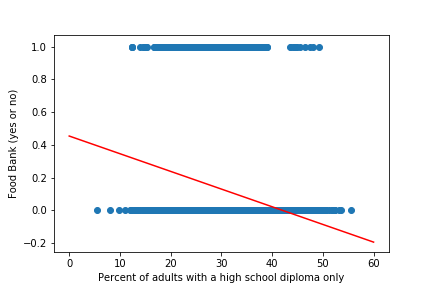 Food Bank (yes or no)
1.0
0.8
0.6
0.4
0.2
0.0
−0.2
0 10 20 30 40 50 60
Percent of adults with a high school diploma only